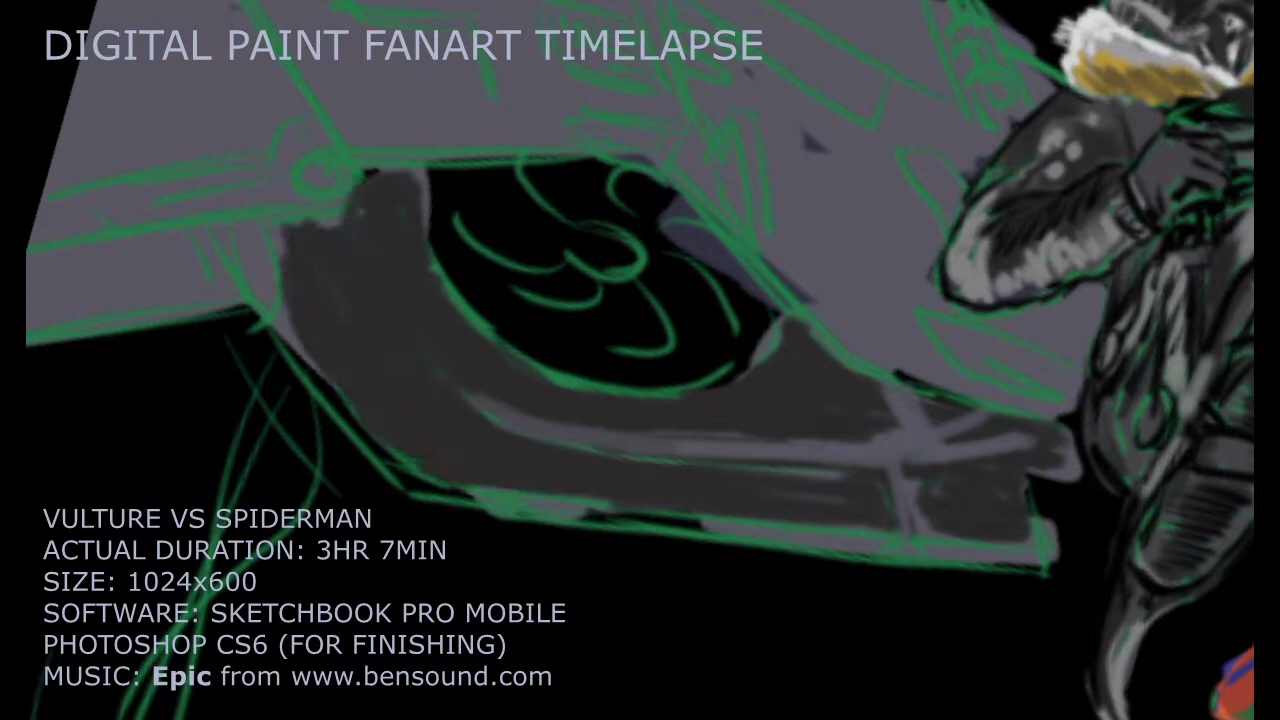 DIGITAL PAINT FANART TIMELAPSE
VULTURE VS SPIDERMAN
ACTUAL DURATION: 3HR 7MIN
SIZE: 1024x600
SOFTWARE: SKETCHBOOK PRO MOBILE
PHOTOSHOP CS6 (FOR FINISHING)
MUSIC: Epic from www.bensound.com